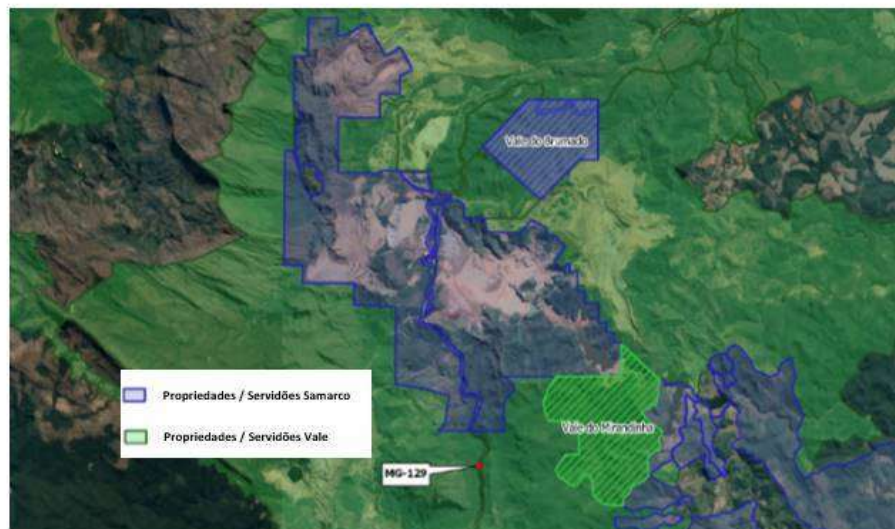 Vale do Brumado
Propriedades / Servidões Samarco
Propriedades / Servidões Vale
Vale do Mirandinha
MG-129